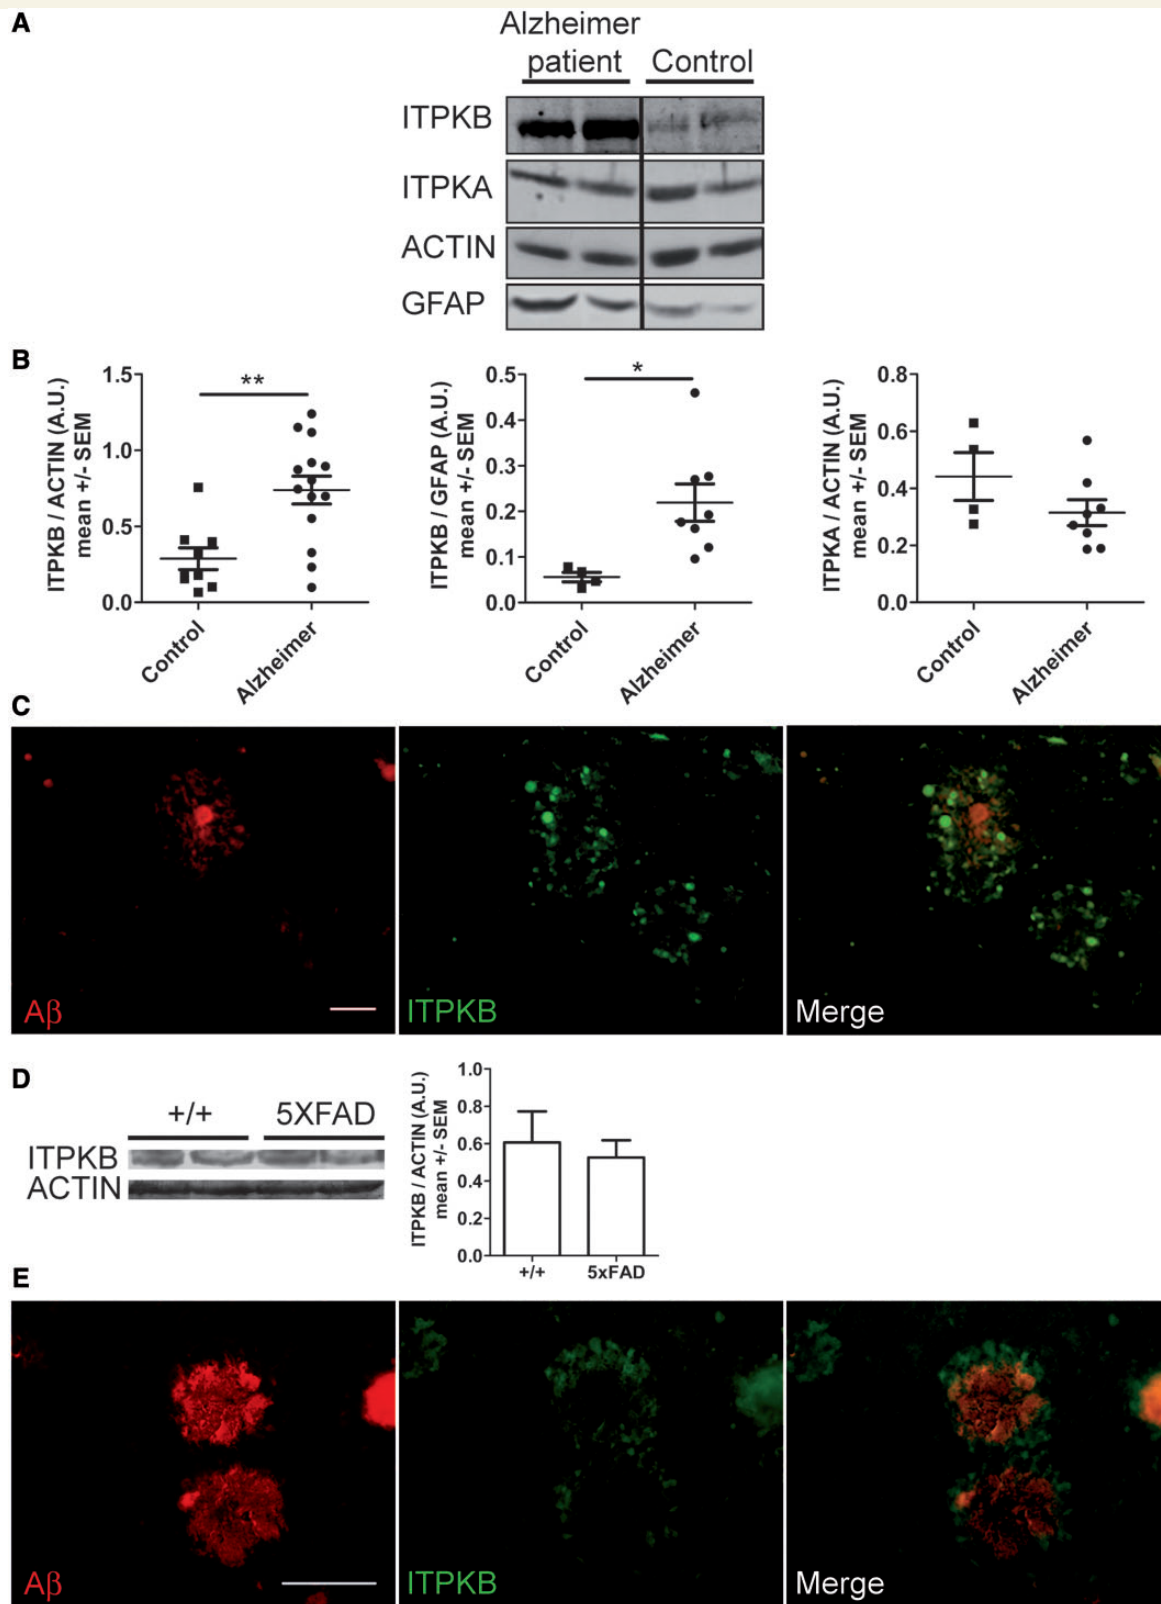 A
Alzheimer
patient
Control
ITPKB
ITPKA
ACTIN
GFAP
B
ITPKB / ACTIN (A.U.)
mean +/- SEM
1.5
1.0
0.5
0.0
**
Control
Alzheimer
ITPKB / GFAP (A.U.)
mean +/- SEM
0.5
0.4
0.3
0.2
0.1
0.0
*
Control
Alzheimer
ITPKA / ACTIN (A.U.)
mean +/- SEM
0.8
0.6
0.4
0.2
0.0
Control
Alzheimer
C
Aβ
ITPKB
Merge
D
+/+
5XFAD
ITPKB
ACTIN
ITPKB / ACTIN (A.U.)
mean +/- SEM
1.0
0.8
0.6
0.4
0.2
0.0
+/+
5xFAD
E
Aβ
ITPKB
Merge